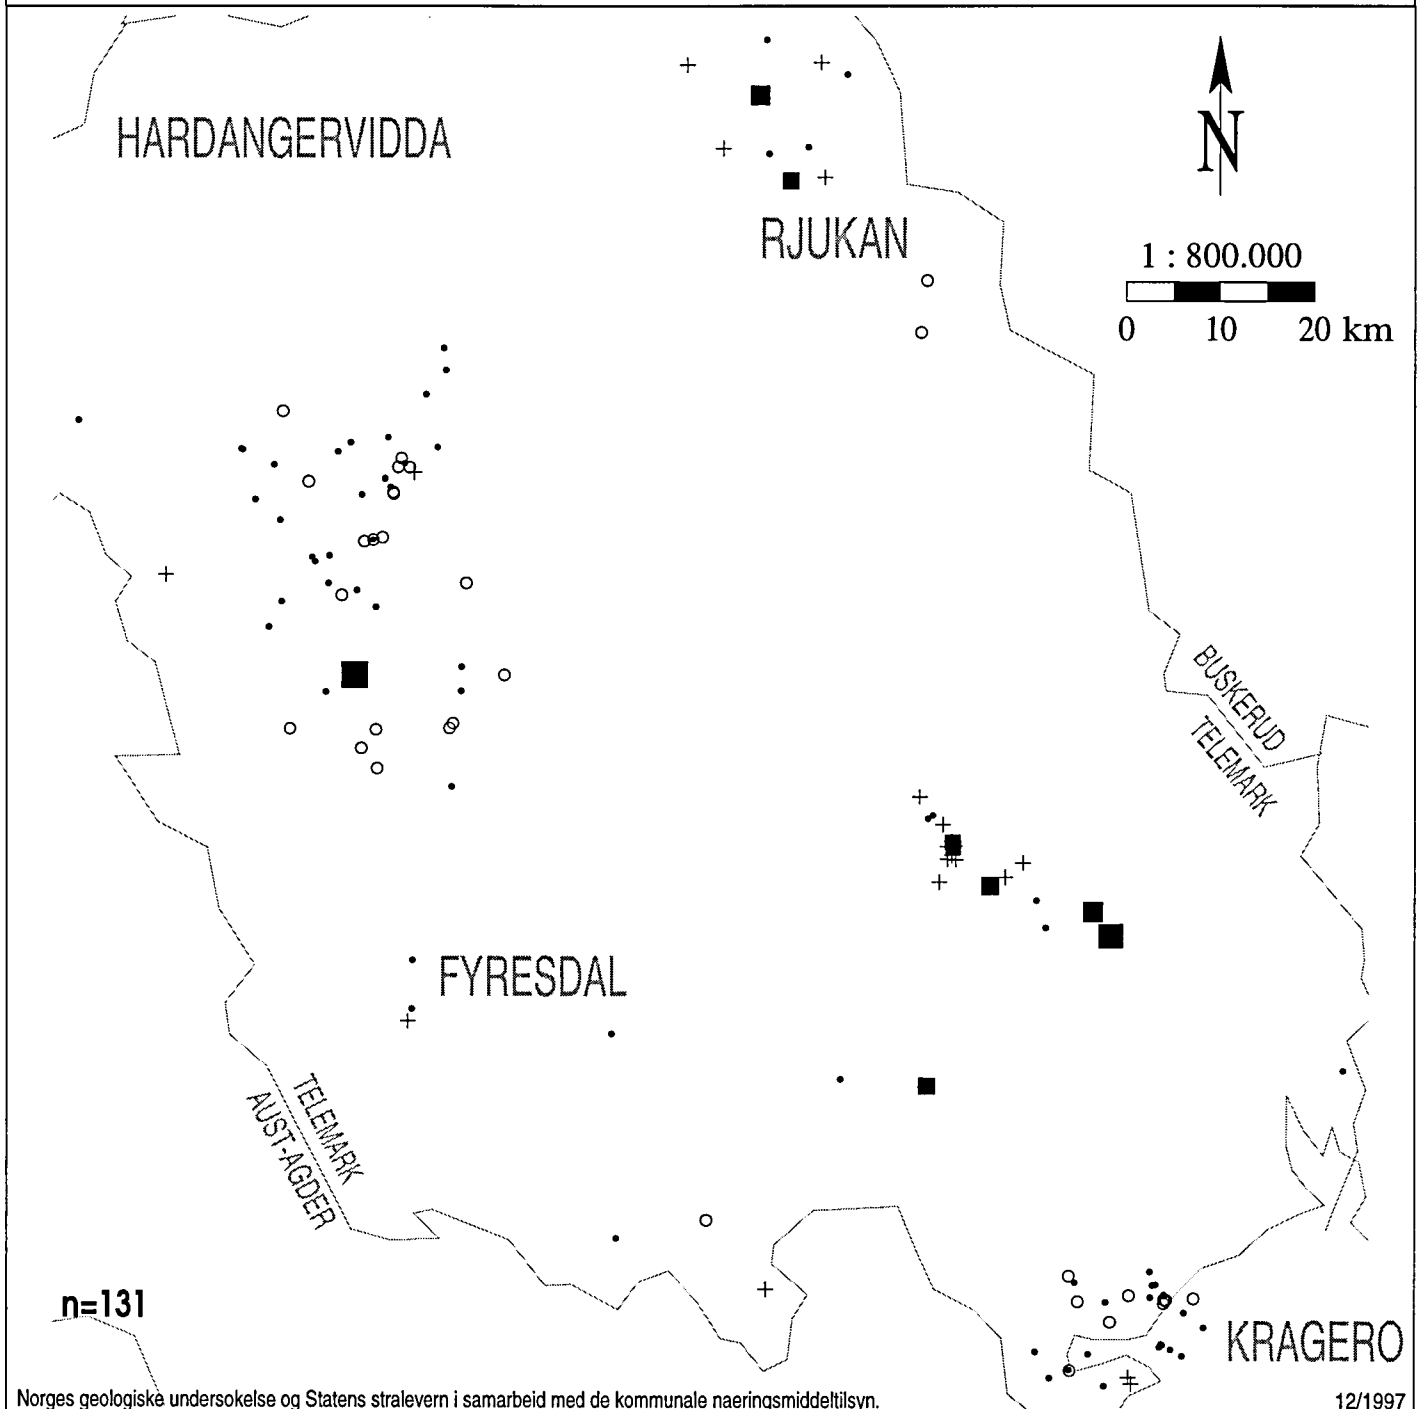 HARDANGERVIDDA
N
RJUKAN
1 : 800.000
0 10 20 km
BUSKERUD
TELEMARK
FYRESDAL
TELEMARK
AUST-AGDER
n=131
KRAGERO
Norges geologiske undersokelse og Statens stralevern i samarbeid med de kommunale naeringsmiddeltilsyn.
12/1997